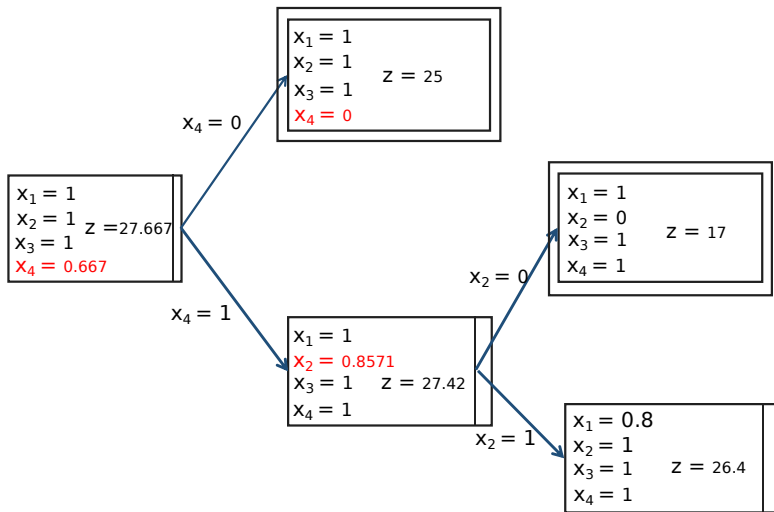 x₁ = 1
x₂ = 1
x₃ = 1
x₄ = 0
z = 25
x₄ = 0
x₁ = 1
x₂ = 1
x₃ = 1
x₄ = 0.667
z =27.667
x₄ = 1
x₁ = 1
x₂ = 0.8571
x₃ = 1
x₄ = 1
z = 27.42
x₂ = 0
x₁ = 1
x₂ = 0
x₃ = 1
x₄ = 1
z = 17
x₂ = 1
x₁ = 0.8
x₂ = 1
x₃ = 1
x₄ = 1
z = 26.4